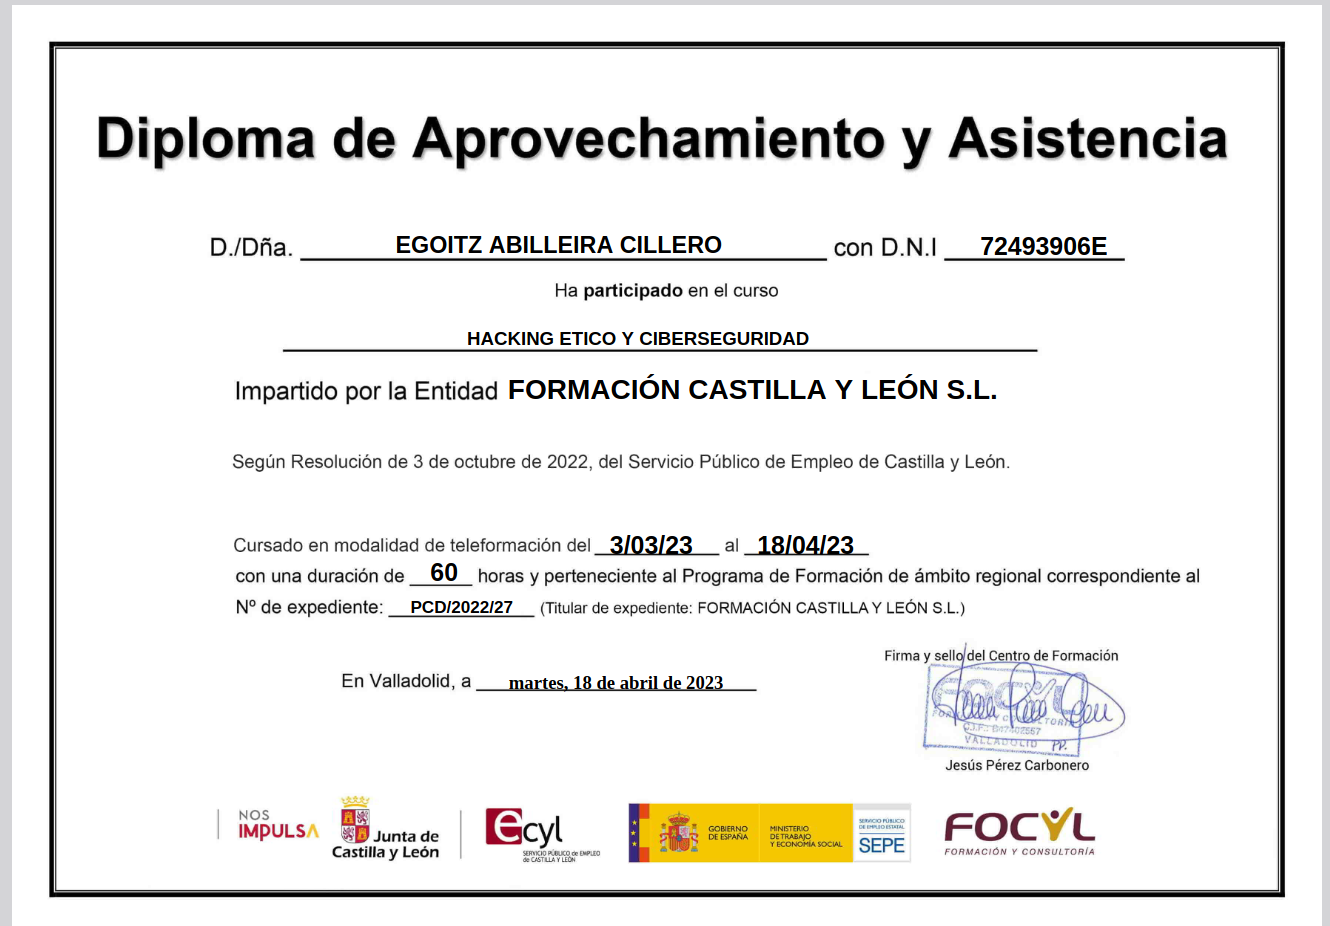 Diploma de Aprovechamiento y Asistencia
D./Dña. EGOITZ ABILLEIRA CILLERO con D.N.I 72493906E
Ha participado en el curso
HACKING ETICO Y CIBERSEGURIDAD
Impartido por la Entidad FORMACIÓN CASTILLA Y LEÓN S.L.
Según Resolución de 3 de octubre de 2022, del Servicio Público de Empleo de Castilla y León.
Cursado en modalidad de teleformación del 3/03/23 al 18/04/23
con una duración de 60 horas y perteneciente al Programa de Formación de ámbito regional correspondiente al
Nº de expediente: PCD/2022/27 (Titular de expediente: FORMACIÓN CASTILLA Y LEÓN S.L.)
Firma y sello del Centro de Formación
En Valladolid, a martes, 18 de abril de 2023
FOCYL
VALLADOLID PP.
Jesús Pérez Carbonero
NOS
IMPULSA
Junta de
Castilla y León
ecyl
SERVICIO PÚBLICO de EMPLEO
de CASTILLA Y LEÓN
GOBIERNO
DE ESPAÑA
MINISTERIO
DE TRABAJO
Y ECONOMÍA SOCIAL
SERVICIO PÚBLICO
DE EMPLEO ESTATAL
SEPE
FOCYL
FORMACIÓN Y CONSULTORÍA